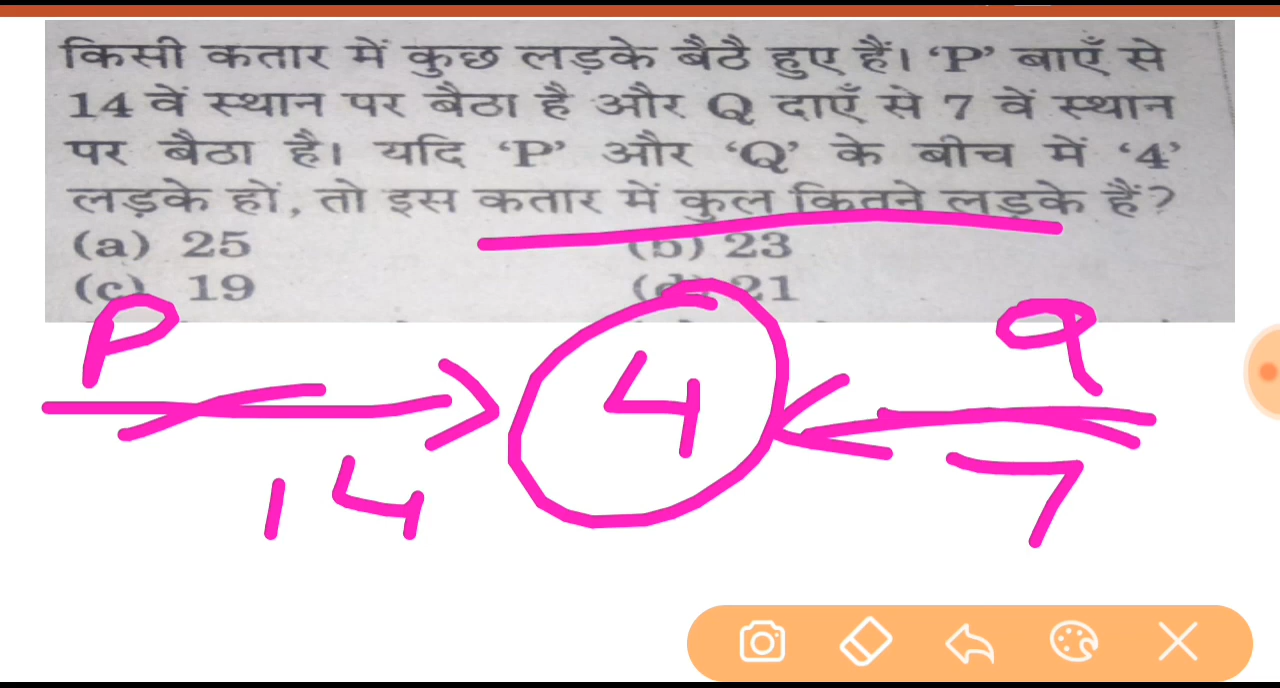 किसी कतार में कुछ लड़के बैठै हुए हैं। ‘P’ बाएँ से
14 वें स्थान पर बैठा है और Q दाएँ से 7 वें स्थान
पर बैठा है। यदि ‘P’ और ‘Q’ के बीच में ‘4’
लड़के हों, तो इस कतार में कुल कितने लड़के हैं?
(a) 25 (b) 23
(c) 19 (d) 21
P 4 Q
14 7